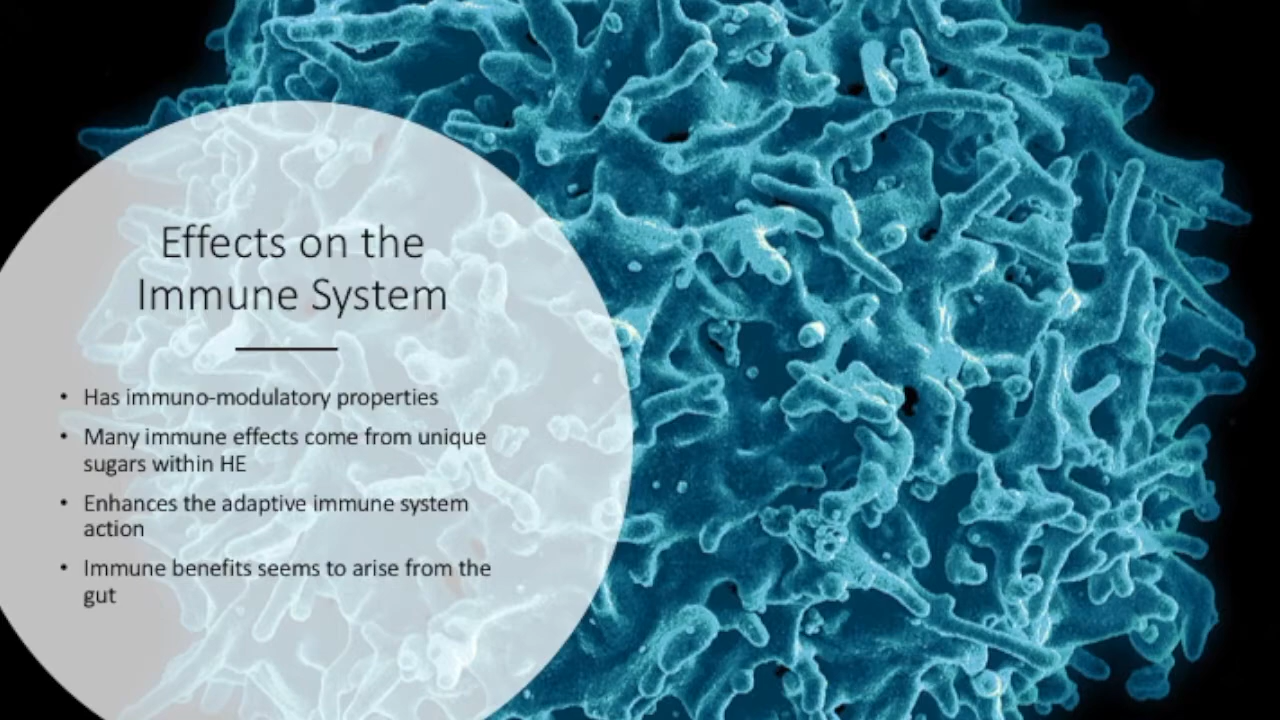 Effects on the
Immune System
• Has immuno-modulatory properties
• Many immune effects come from unique
sugars within HE
• Enhances the adaptive immune system
action
• Immune benefits seems to arise from the
gut